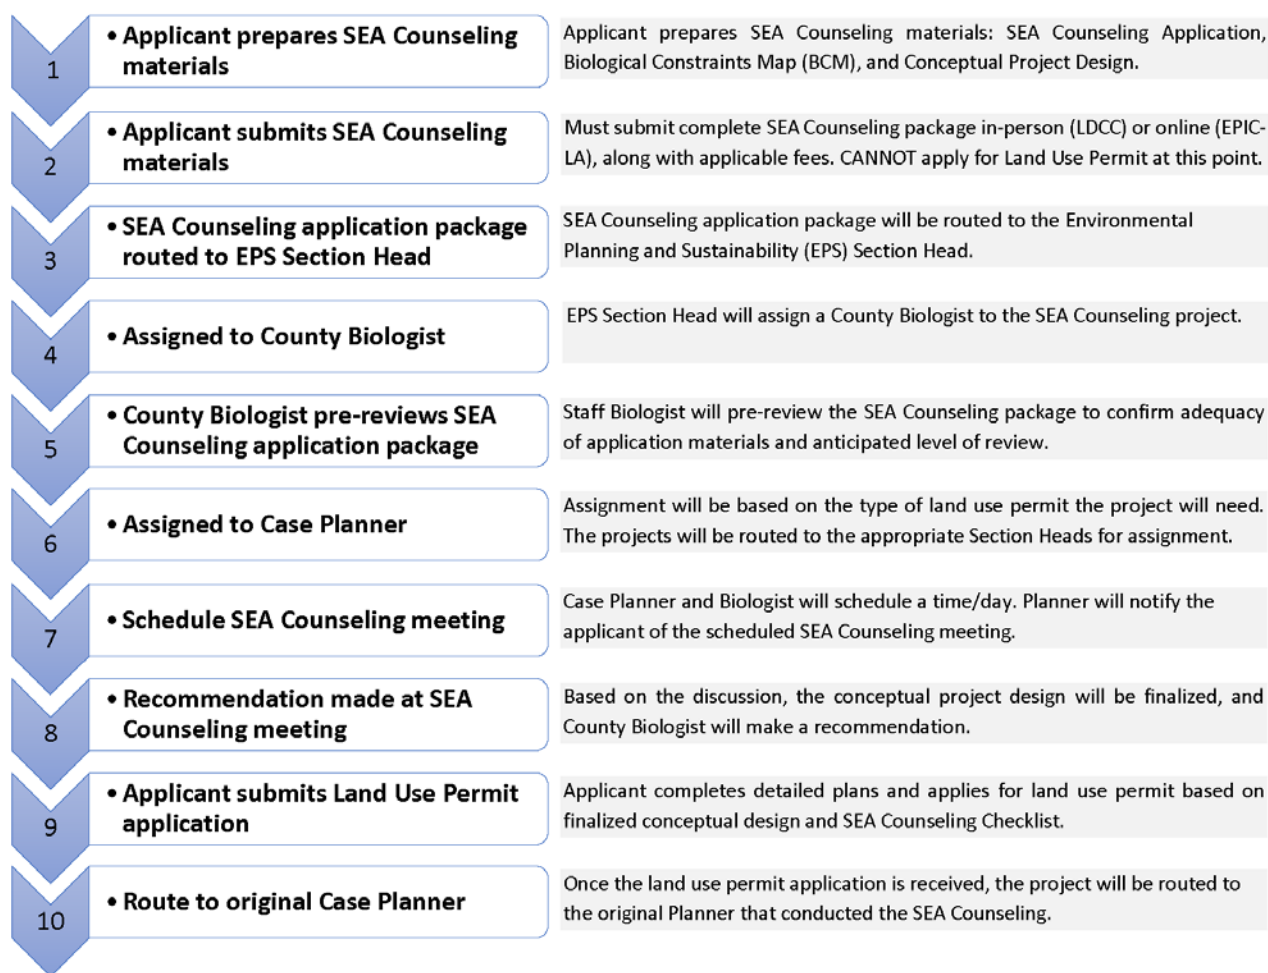 1
• Applicant prepares SEA Counseling
materials
Applicant prepares SEA Counseling materials: SEA Counseling Application,
Biological Constraints Map (BCM), and Conceptual Project Design.
2
• Applicant submits SEA Counseling
materials
Must submit complete SEA Counseling package in-person (LDCC) or online (EPIC-
LA), along with applicable fees. CANNOT apply for Land Use Permit at this point.
3
• SEA Counseling application package
routed to EPS Section Head
SEA Counseling application package will be routed to the Environmental
Planning and Sustainability (EPS) Section Head.
4
• Assigned to County Biologist
EPS Section Head will assign a County Biologist to the SEA Counseling project.
5
• County Biologist pre-reviews SEA
Counseling application package
Staff Biologist will pre-review the SEA Counseling package to confirm adequacy
of application materials and anticipated level of review.
6
• Assigned to Case Planner
Assignment will be based on the type of land use permit the project will need.
The projects will be routed to the appropriate Section Heads for assignment.
7
• Schedule SEA Counseling meeting
Case Planner and Biologist will schedule a time/day. Planner will notify the
applicant of the scheduled SEA Counseling meeting.
8
• Recommendation made at SEA
Counseling meeting
Based on the discussion, the conceptual project design will be finalized, and
County Biologist will make a recommendation.
9
• Applicant submits Land Use Permit
application
Applicant completes detailed plans and applies for land use permit based on
finalized conceptual design and SEA Counseling Checklist.
10
• Route to original Case Planner
Once the land use permit application is received, the project will be routed to
the original Planner that conducted the SEA Counseling.